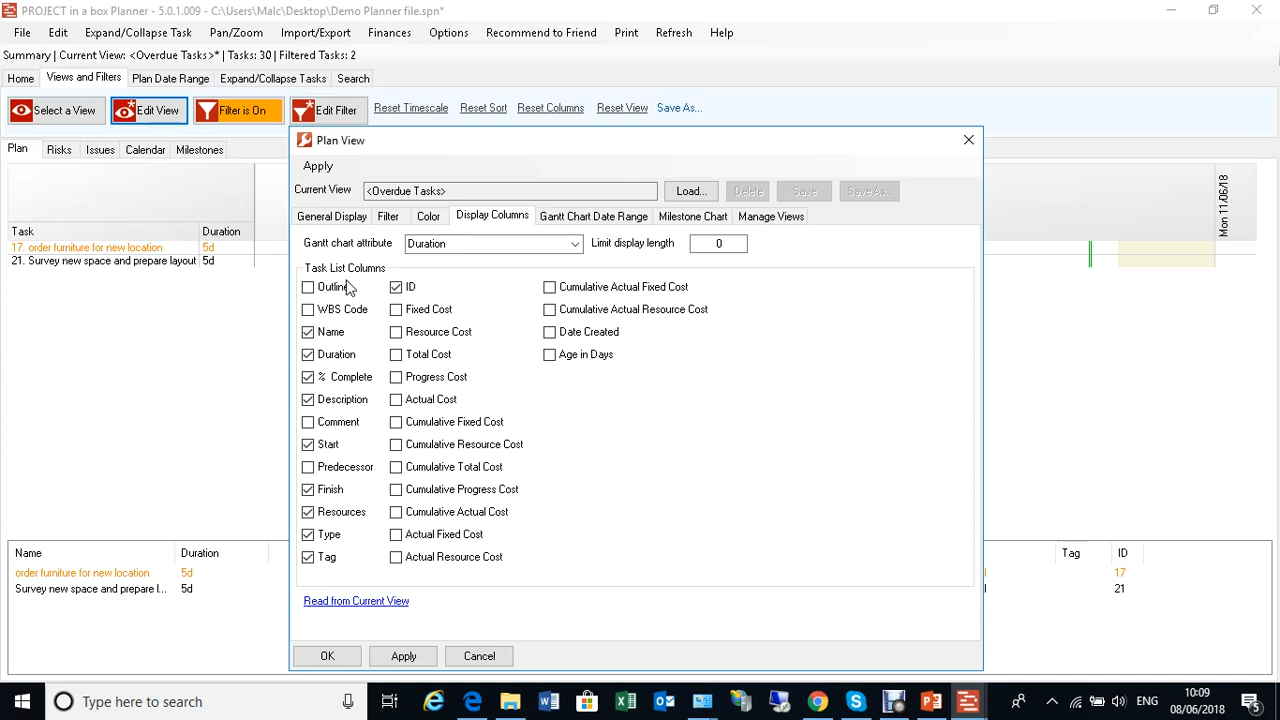 PROJECT in a box Planner - 5.0.1.009 - C:\Users\Malc\Desktop\Demo Planner file.spn*
File Edit Expand/Collapse Task Pan/Zoom Import/Export Finances Options Recommend to Friend Print Refresh Help
Summary | Current View: <Overdue Tasks>* | Tasks: 30 | Filtered Tasks: 2
Home Views and Filters Plan Date Range Expand/Collapse Tasks Search
Select a View Edit View Filter is On Edit Filter Reset Timescale Reset Sort Reset Columns Reset View Save As...
Plan Risks Issues Calendar Milestones
Task Duration
17. order furniture for new location 5d
21. Survey new space and prepare layout 5d
Mon 11/06/18
Plan View
Apply
Current View <Overdue Tasks> Load... Delete Save Save As...
General Display Filter Color Display Columns Gantt Chart Date Range Milestone Chart Manage Views
Gantt chart attribute Duration Limit display length 0
Task List Columns
Outline ID Cumulative Actual Fixed Cost
WBS Code Fixed Cost Cumulative Actual Resource Cost
Name Resource Cost Date Created
Duration Total Cost Age in Days
% Complete Progress Cost
Description Actual Cost
Comment Cumulative Fixed Cost
Start Cumulative Resource Cost
Predecessor Cumulative Total Cost
Finish Cumulative Progress Cost
Resources Cumulative Actual Cost
Type Actual Fixed Cost
Tag Actual Resource Cost
Read from Current View
OK Apply Cancel
Name Duration Tag ID
order furniture for new location 5d 17
Survey new space and prepare l... 5d 21
Type here to search
ENG
10:09
08/06/2018
5